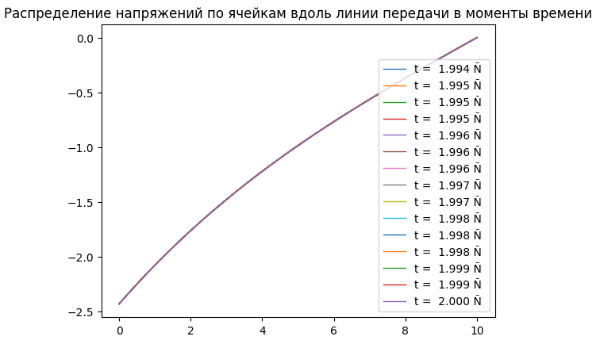 Распределение напряжений по ячейкам вдоль линии передачи в моменты времени
0.0
−0.5
−1.0
−1.5
−2.0
−2.5
0
2
4
6
8
10
t =  1.994 Ñ
t =  1.995 Ñ
t =  1.995 Ñ
t =  1.995 Ñ
t =  1.996 Ñ
t =  1.996 Ñ
t =  1.996 Ñ
t =  1.997 Ñ
t =  1.997 Ñ
t =  1.998 Ñ
t =  1.998 Ñ
t =  1.998 Ñ
t =  1.999 Ñ
t =  1.999 Ñ
t =  2.000 Ñ